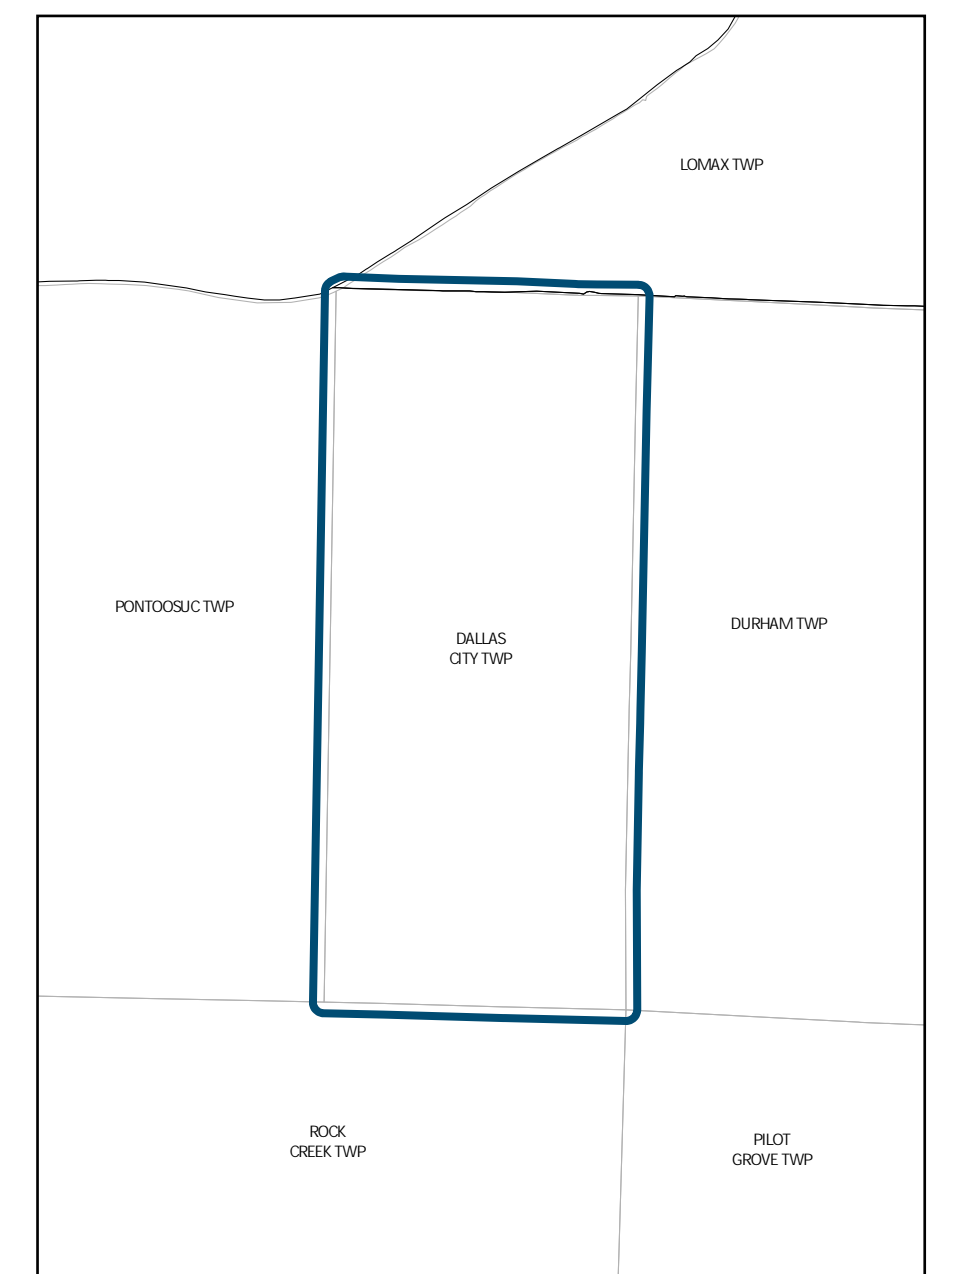 LOMAX TWP
PONTOOSUC TWP
DALLAS
CITY TWP
DURHAM TWP
ROCK
CREEK TWP
PILOT
GROVE TWP